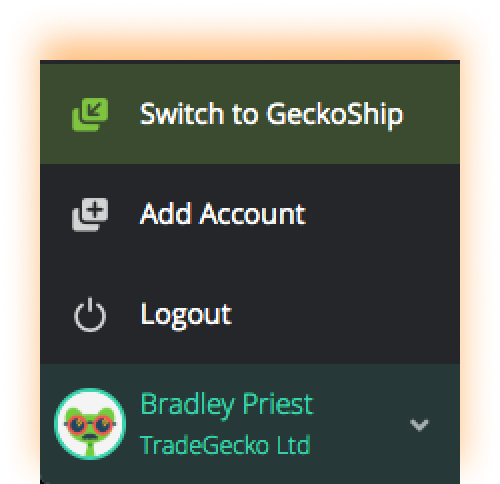 Switch to GeckoShip
Add Account
Logout
Bradley Priest
TradeGecko Ltd